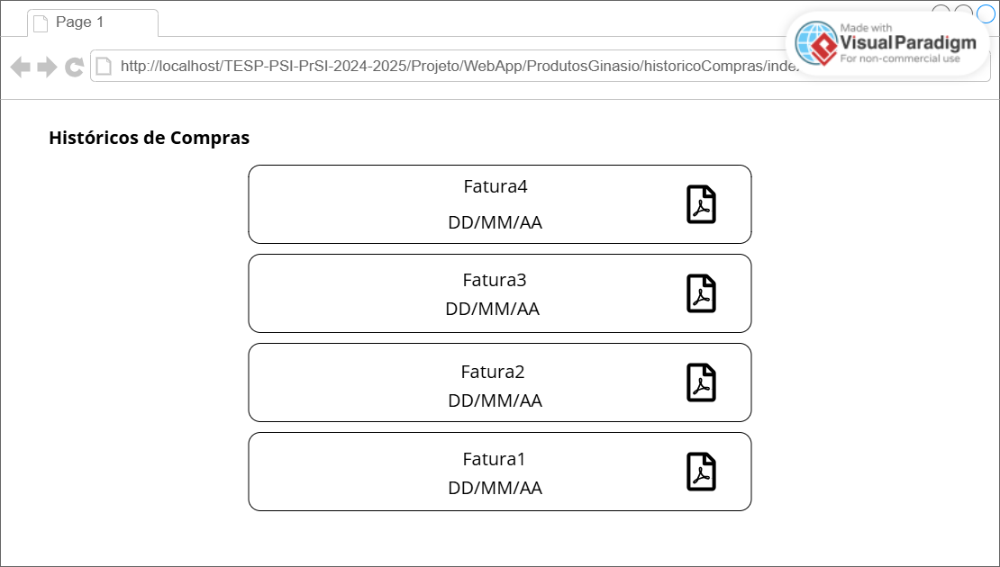 Page 1
Made with
VisualParadigm
For non-commercial use
http://localhost/TESP-PSI-PrSI-2024-2025/Projeto/WebApp/ProdutosGinasio/historicoCompras/inde
Históricos de Compras
Fatura4
DD/MM/AA
Fatura3
DD/MM/AA
Fatura2
DD/MM/AA
Fatura1
DD/MM/AA